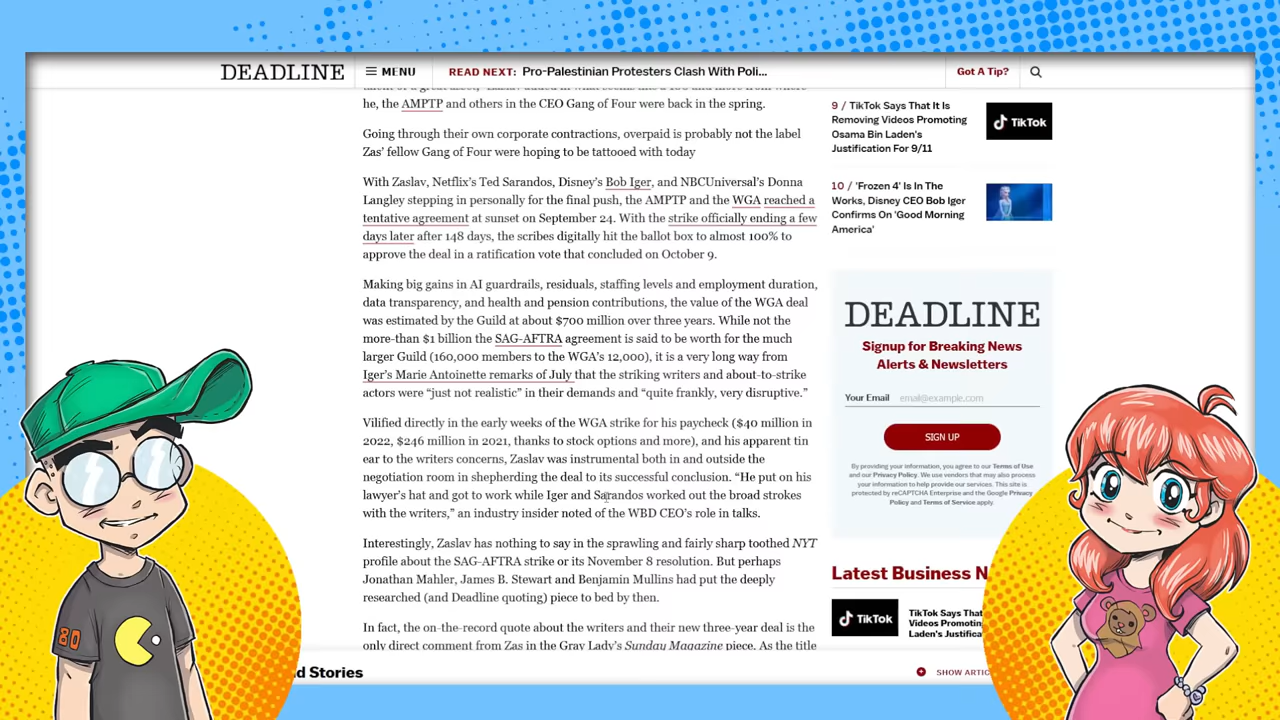 DEADLINE
MENU
READ NEXT: Pro-Palestinian Protesters Clash With Poli...
Got A Tip?
he, the AMPTP and others in the CEO Gang of Four were back in the spring.
Going through their own corporate contractions, overpaid is probably not the label
Zas' fellow Gang of Four were hoping to be tattooed with today
With Zaslav, Netflix's Ted Sarandos, Disney's Bob Iger, and NBCUniversal's Donna
Langley stepping in personally for the final push, the AMPTP and the WGA reached a
tentative agreement at sunset on September 24. With the strike officially ending a few
days later after 148 days, the scribes digitally hit the ballot box to almost 100% to
approve the deal in a ratification vote that concluded on October 9.
Making big gains in AI guardrails, residuals, staffing levels and employment duration,
data transparency, and health and pension contributions, the value of the WGA deal
was estimated by the Guild at about $700 million over three years. While not the
more-than $1 billion the SAG-AFTRA agreement is said to be worth for the much
larger Guild (160,000 members to the WGA's 12,000), it is a very long way from
Iger's Marie Antoinette remarks of July that the striking writers and about-to-strike
actors were "just not realistic" in their demands and "quite frankly, very disruptive."
Vilified directly in the early weeks of the WGA strike for his paycheck ($40 million in
2022, $246 million in 2021, thanks to stock options and more), and his apparent tin
ear to the writers concerns, Zaslav was instrumental both in and outside the
negotiation room in shepherding the deal to its successful conclusion. "He put on his
lawyer's hat and got to work while Iger and Sarandos worked out the broad strokes
with the writers," an industry insider noted of the WBD CEO's role in talks.
Interestingly, Zaslav has nothing to say in the sprawling and fairly sharp toothed NYT
profile about the SAG-AFTRA strike or its November 8 resolution. But perhaps
Jonathan Mahler, James B. Stewart and Benjamin Mullins had put the deeply
researched (and Deadline quoting) piece to bed by then.
In fact, the on-the-record quote about the writers and their new three-year deal is the
only direct comment from Zas in the Gray Lady's Sunday Magazine piece. As the title
d Stories
SHOW ARTIC
9 / TikTok Says That It Is
Removing Videos Promoting
Osama Bin Laden's
Justification For 9/11
TikTok
10 / 'Frozen 4' Is In The
Works, Disney CEO Bob Iger
Confirms On 'Good Morning
America'
DEADLINE
Signup for Breaking News
Alerts & Newsletters
Your Email email@example.com
SIGN UP
By providing your information, you agree to our Terms of Use
and our Privacy Policy. We use vendors that may also process
your information to help provide our services. This site is
protected by reCAPTCHA Enterprise and the Google Privacy
Policy and Terms of Service apply.
Latest Business N
TikTok
TikTok Says That
Videos Promoting
Laden's Justifica
80